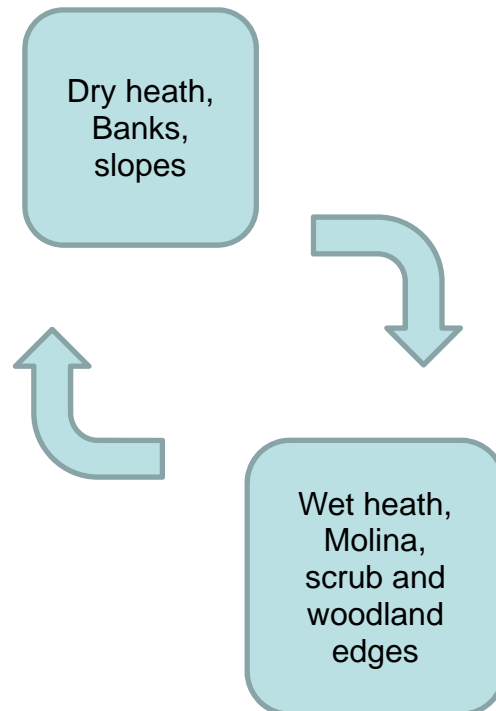 Dry heath,
Banks,
slopes
Wet heath,
Molina,
scrub and
woodland
edges